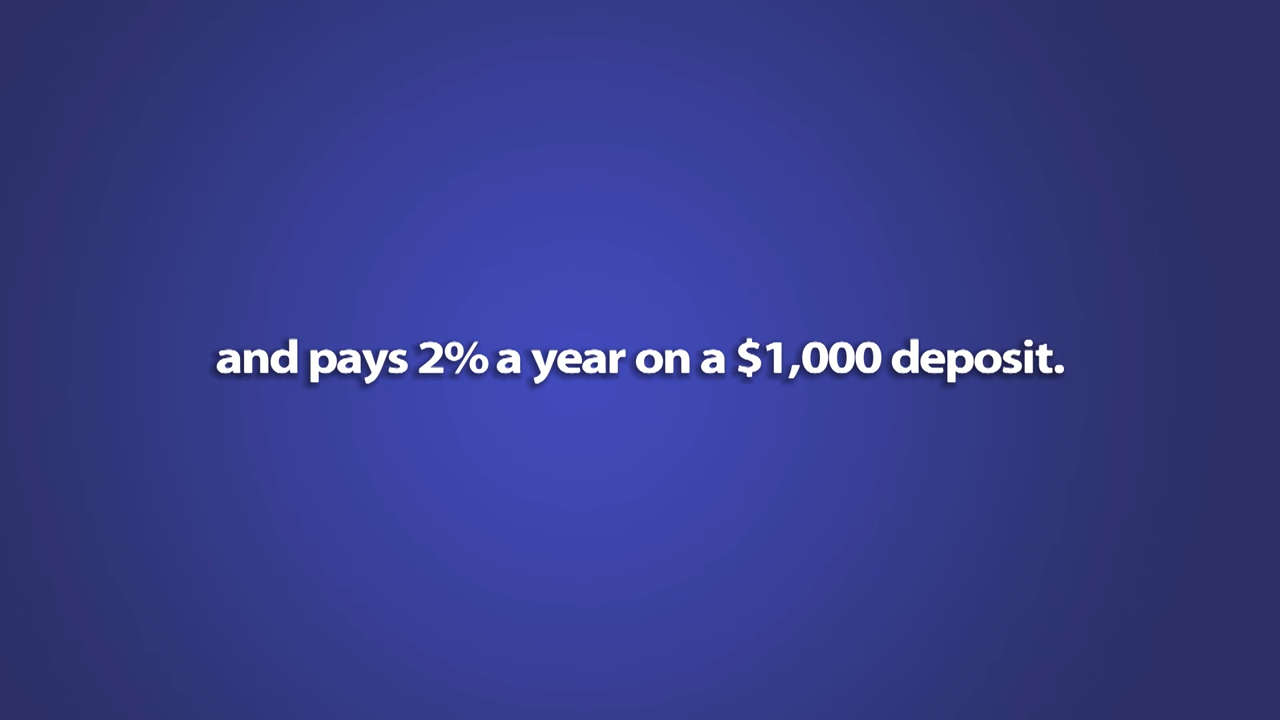 and pays 2% a year on a $1,000 deposit.